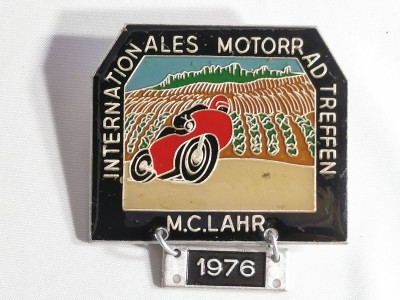 INTERNATIONALES MOTORRAD TREFFEN
M.C. LAHR
1976